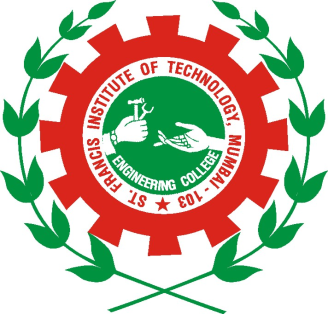 ST. FRANCIS INSTITUTE OF TECHNOLOGY, MUMBAI - 103
ENGINEERING COLLEGE